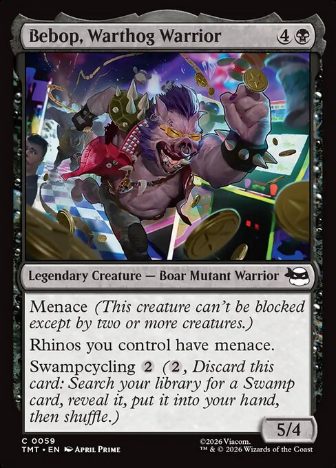 Bebop, Warthog Warrior 4
Legendary Creature — Boar Mutant Warrior
Menace (This creature can't be blocked
except by two or more creatures.)
Rhinos you control have menace.
Swampcycling 2 (2, Discard this
card: Search your library for a Swamp
card, reveal it, put it into your hand,
then shuffle.)
5/4
C 0059
TMT • EN April Prime
©2026 Viacom.
™ & © 2026 Wizards of the Coast